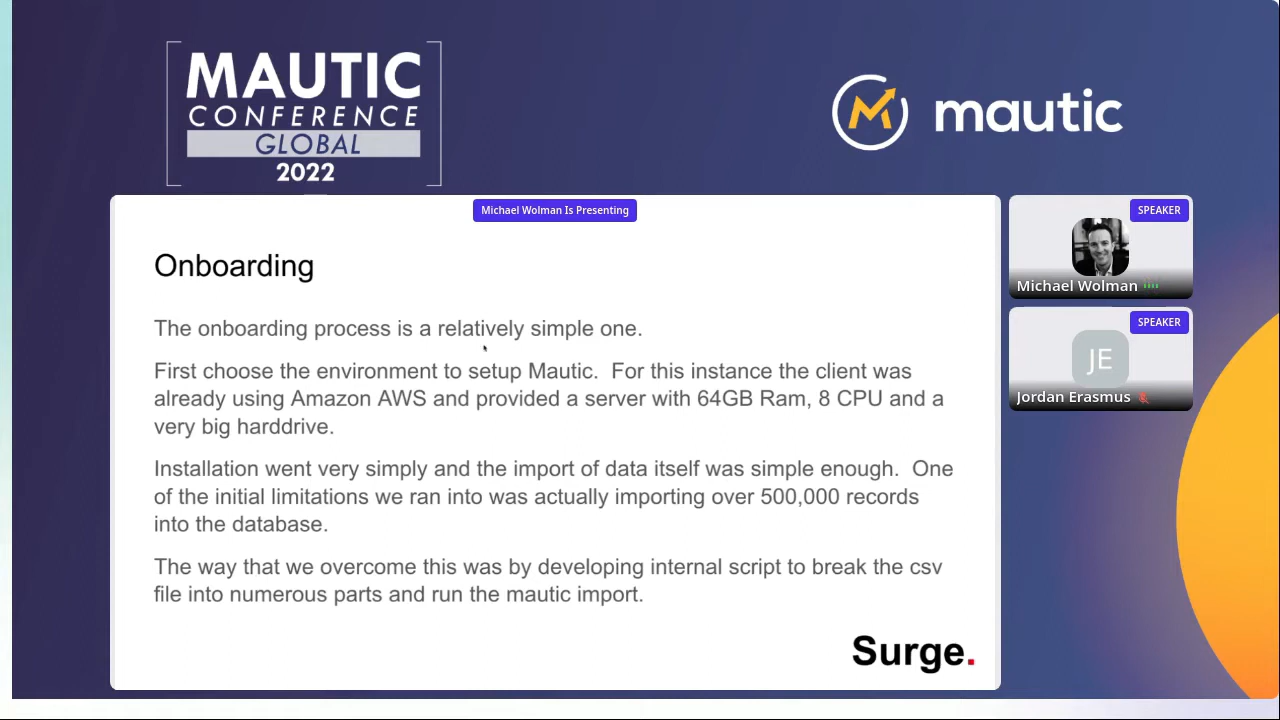 MAUTIC
CONFERENCE
GLOBAL
2022
mautic
Michael Wolman Is Presenting
Onboarding
The onboarding process is a relatively simple one.
First choose the environment to setup Mautic.  For this instance the client was
already using Amazon AWS and provided a server with 64GB Ram, 8 CPU and a
very big harddrive.
Installation went very simply and the import of data itself was simple enough.  One
of the initial limitations we ran into was actually importing over 500,000 records
into the database.
The way that we overcome this was by developing internal script to break the csv
file into numerous parts and run the mautic import.
Surge.
SPEAKER
Michael Wolman
SPEAKER
JE
Jordan Erasmus